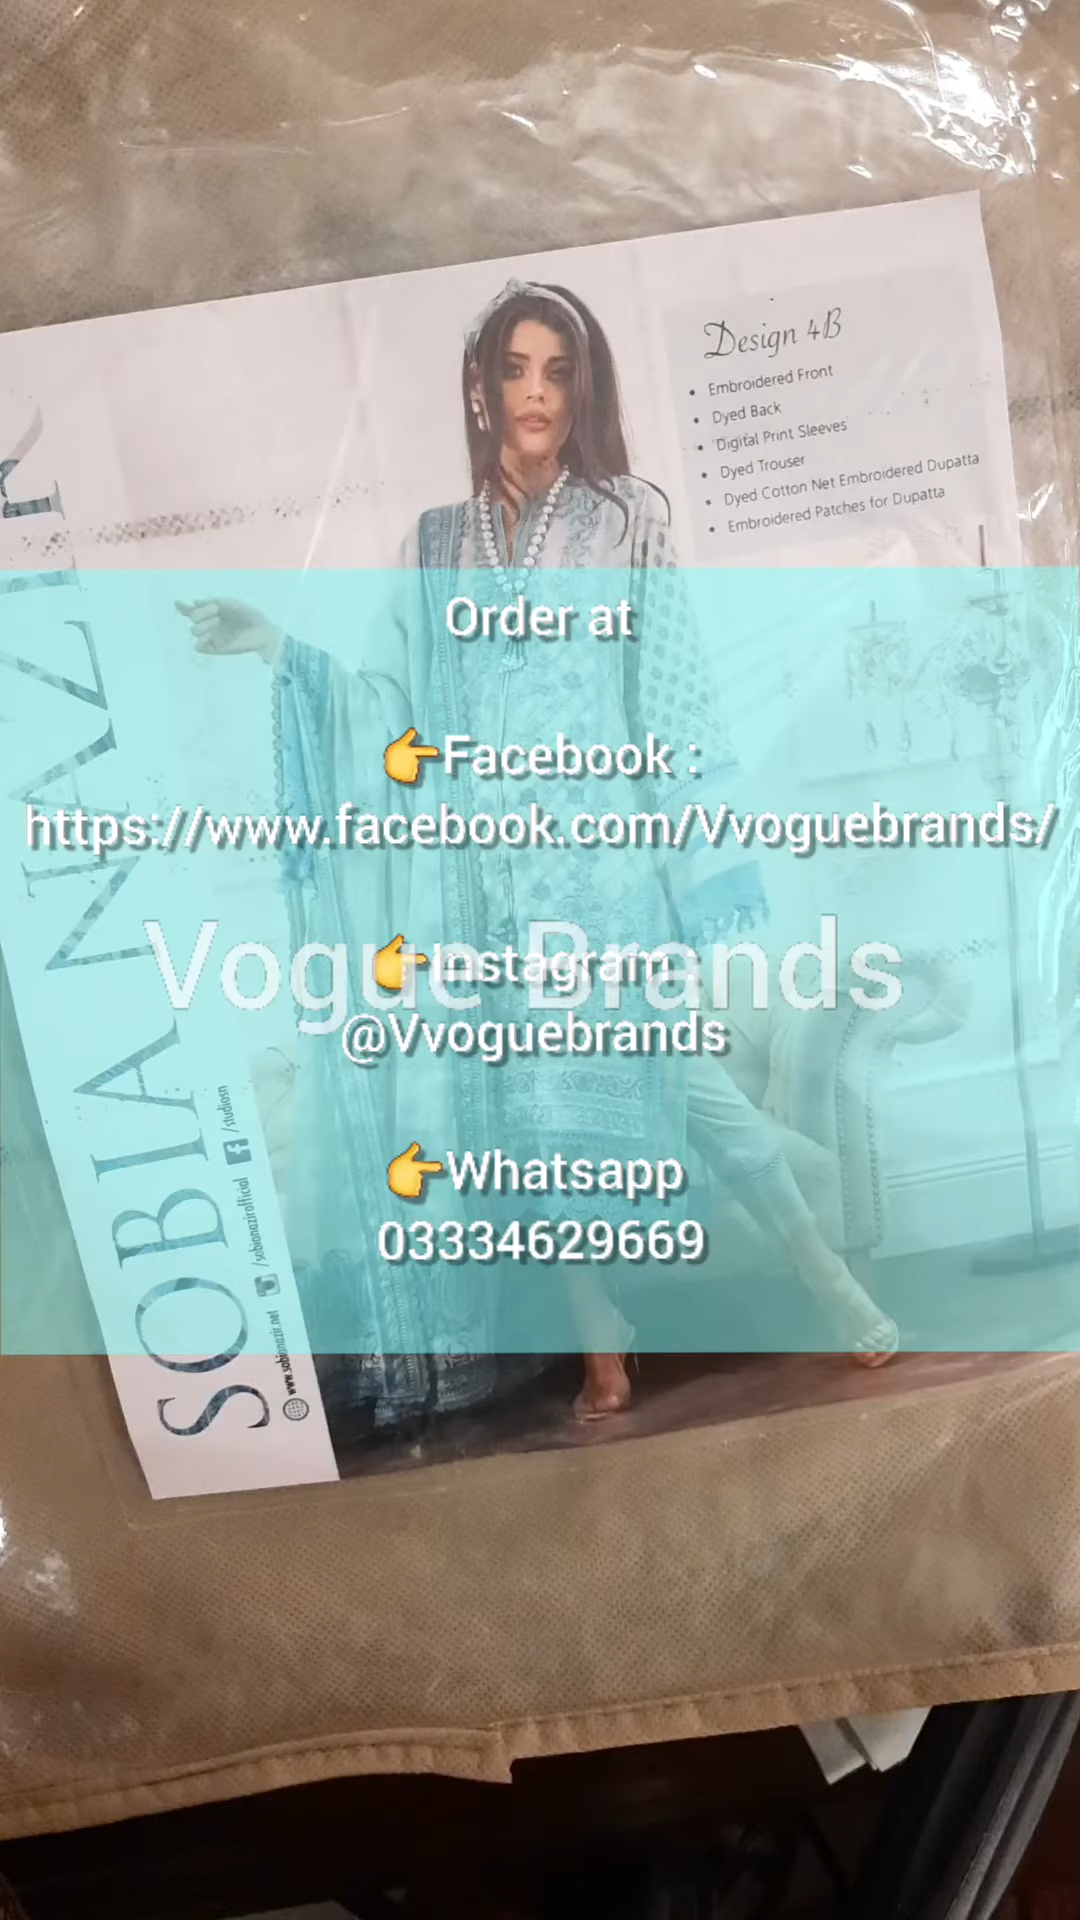 Design 4B
• Embroidered Front
• Dyed Back
• Digital Print Sleeves
• Dyed Trouser
• Dyed Cotton Net Embroidered Dupatta
• Embroidered Patches for Dupatta
SOBIA NAZIR
www.sobianazir.net /sobianazirofficial /studiosn
Order at
👉Facebook :
https://www.facebook.com/Vvoguebrands/
Vogue Brands
👉Instagram :
@Vvoguebrands
👉Whatsapp
03334629669